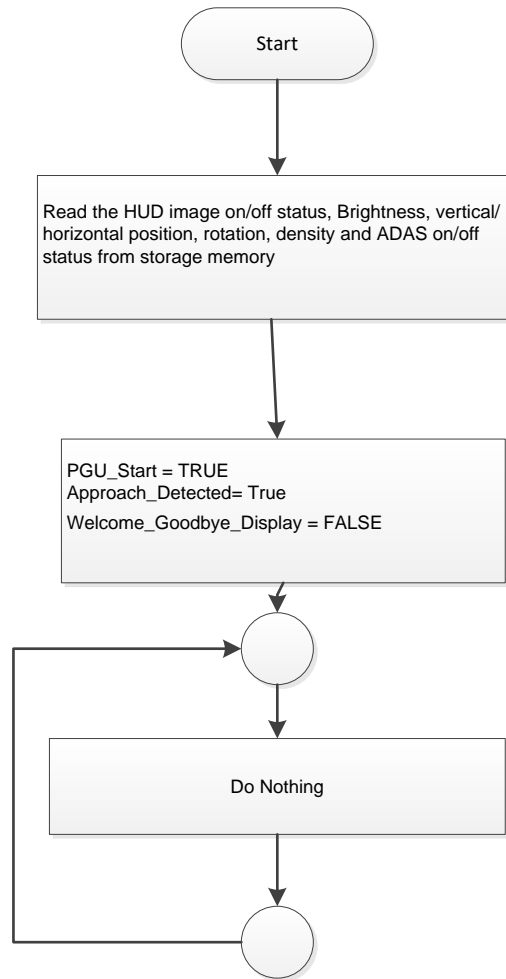 Start
Read the HUD image on/off status, Brightness, vertical/
horizontal position, rotation, density and ADAS on/off
status from storage memory
PGU_Start = TRUE
Approach_Detected= True
Welcome_Goodbye_Display = FALSE
Do Nothing